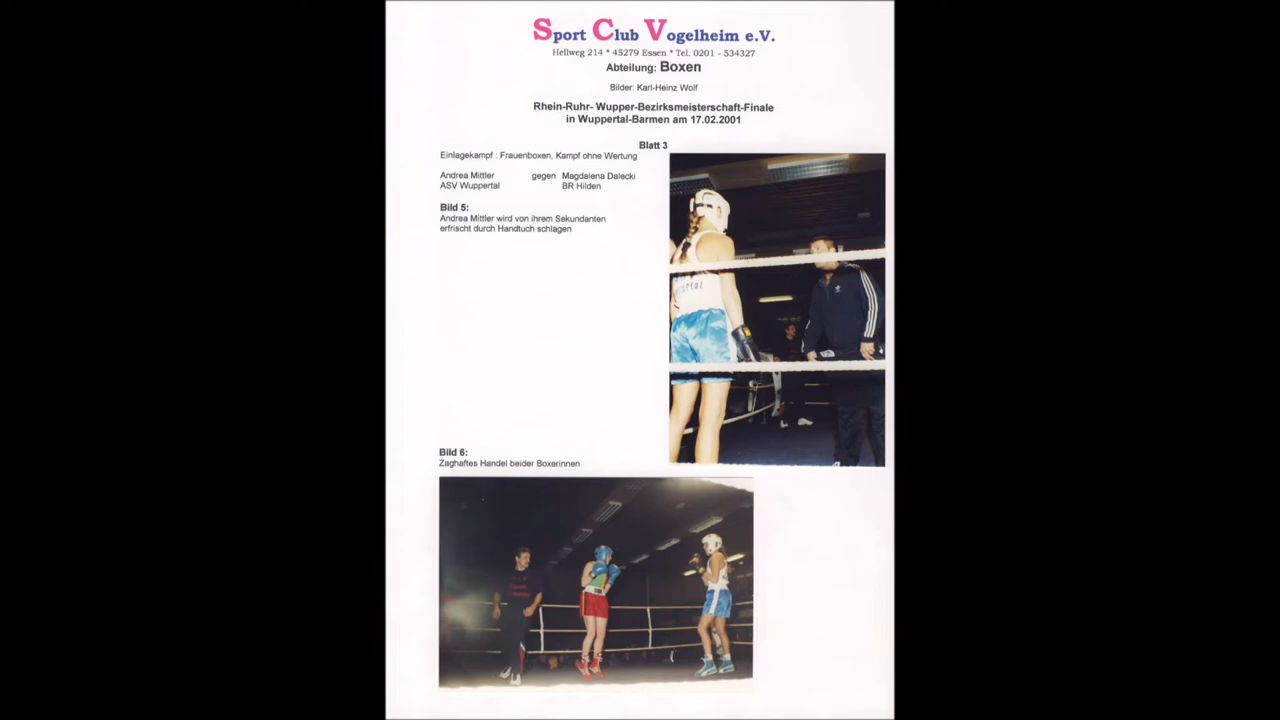 Sport Club Vogelheim e.V.
Hellweg 214 * 45279 Essen * Tel. 0201 - 534327
Abteilung: Boxen
Bilder: Karl-Heinz Wolf
Rhein-Ruhr- Wupper-Bezirksmeisterschaft-Finale
in Wuppertal-Barmen am 17.02.2001
Blatt 3
Einlagekampf : Frauenboxen, Kampf ohne Wertung
Andrea Mittler gegen Magdalena Dalecki
ASV Wuppertal BR Hilden
Bild 5:
Andrea Mittler wird von ihrem Sekundanten
erfrischt durch Handtuch schlagen
Bild 6:
Zaghaftes Handel beider Boxerinnen